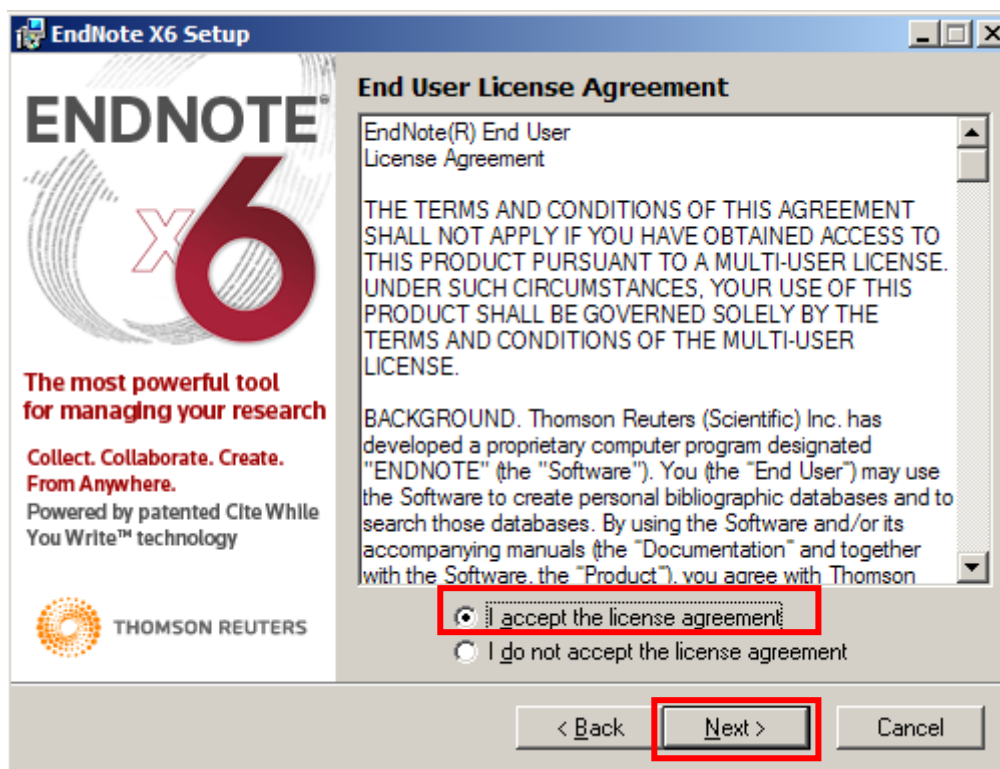 EndNote X6 Setup
ENDNOTE®
x6
The most powerful tool
for managing your research
Collect. Collaborate. Create.
From Anywhere.
Powered by patented Cite While
You Write™ technology
THOMSON REUTERS
End User License Agreement
EndNote(R) End User
License Agreement
THE TERMS AND CONDITIONS OF THIS AGREEMENT
SHALL NOT APPLY IF YOU HAVE OBTAINED ACCESS TO
THIS PRODUCT PURSUANT TO A MULTI-USER LICENSE.
UNDER SUCH CIRCUMSTANCES, YOUR USE OF THIS
PRODUCT SHALL BE GOVERNED SOLELY BY THE
TERMS AND CONDITIONS OF THE MULTI-USER
LICENSE.
BACKGROUND. Thomson Reuters (Scientific) Inc. has
developed a proprietary computer program designated
"ENDNOTE" (the "Software"). You (the "End User") may use
the Software to create personal bibliographic databases and to
search those databases. By using the Software and/or its
accompanying manuals (the "Documentation" and together
with the Software, the "Product"), you agree with Thomson
I accept the license agreement
I do not accept the license agreement
< Back
Next >
Cancel